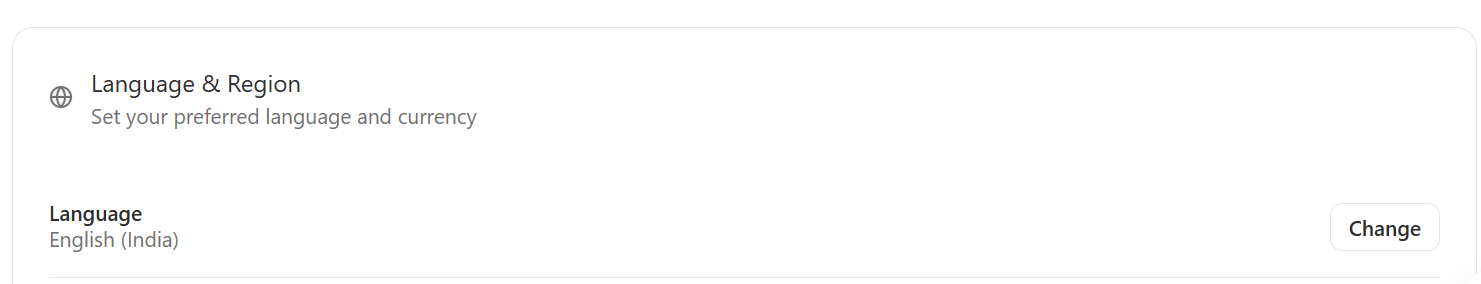 Language & Region
Set your preferred language and currency
Language
English (India)
Change